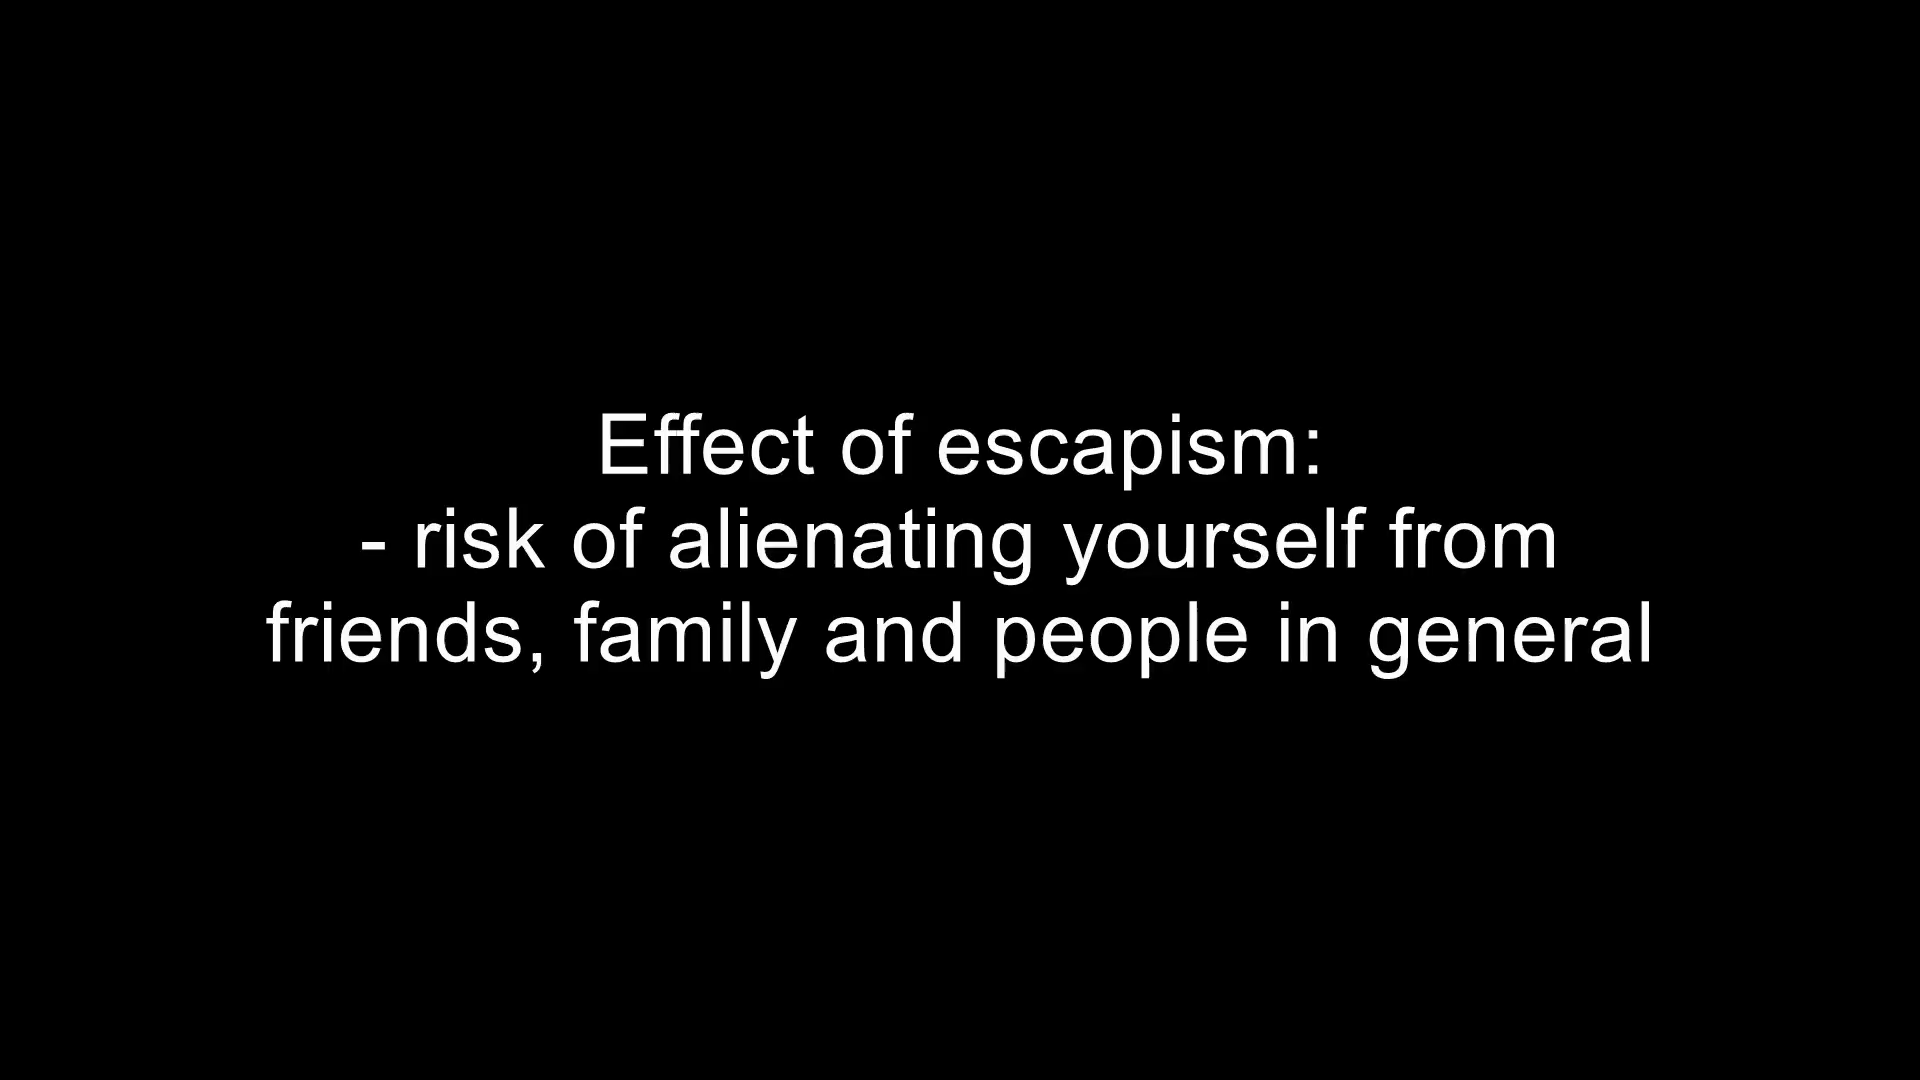 Effect of escapism:
- risk of alienating yourself from
friends, family and people in general